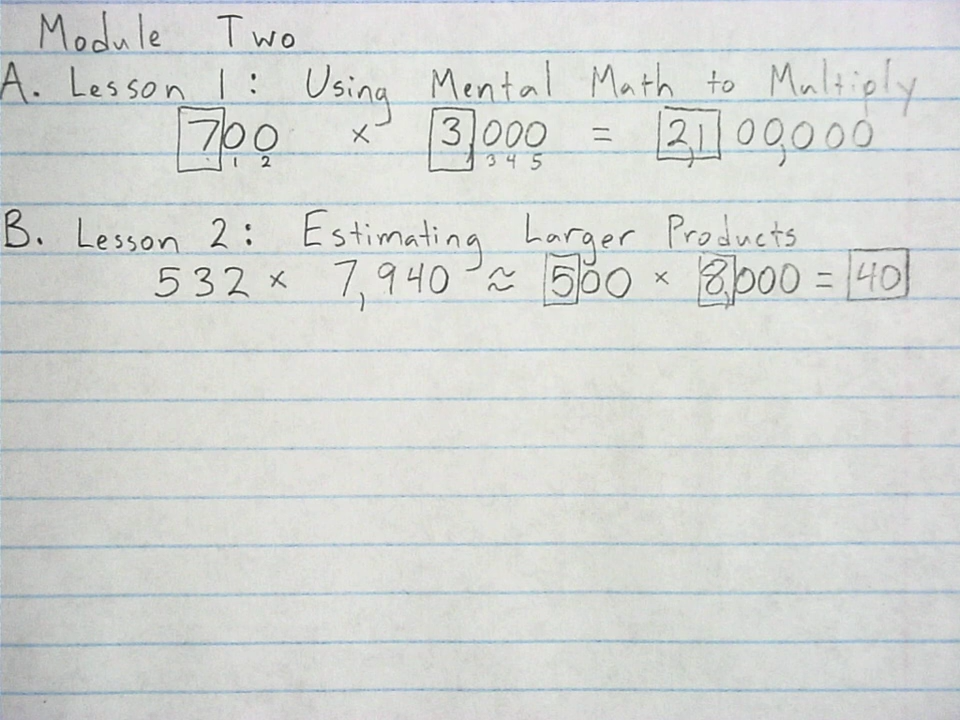 Module Two
A. Lesson 1: Using Mental Math to Multiply
700 × 3,000 = 2,100,000
1 2 3 4 5
B. Lesson 2: Estimating Larger Products
532 × 7,940 ≈ 500 × 8,000 = 40